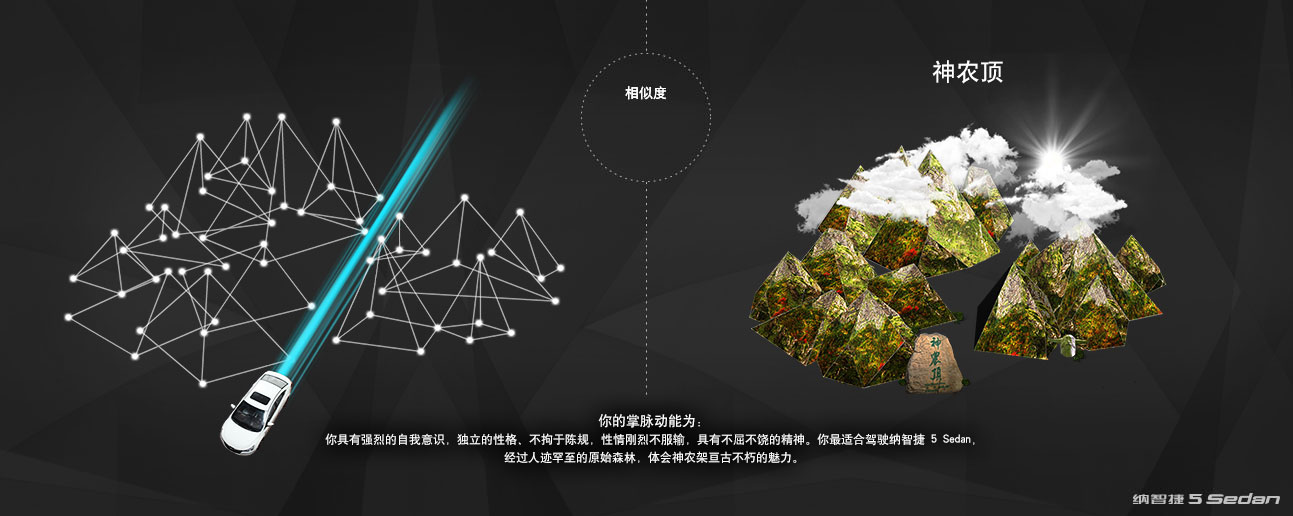 神农顶
相似度
神农顶
你的掌脉动能为：
你具有强烈的自我意识，独立的性格、不拘于陈规，性情刚烈不服输，具有不屈不饶的精神。你最适合驾驶纳智捷 5 Sedan，
经过人迹罕至的原始森林，体会神农架亘古不朽的魅力。
纳智捷 5 Sedan